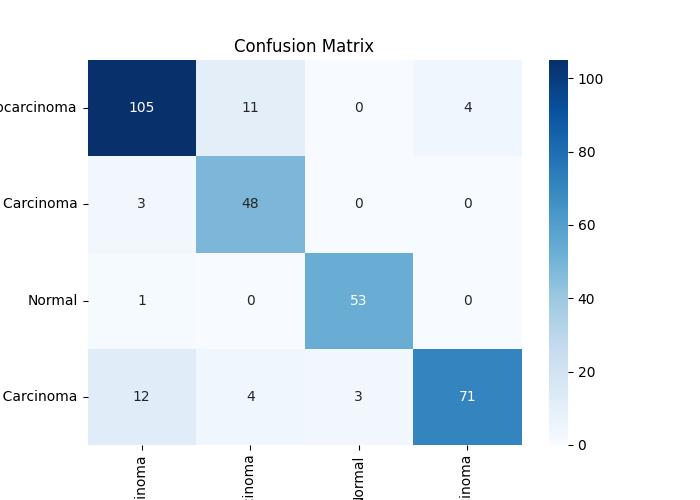 Confusion Matrix
ocarcinoma 105 11 0 4
Carcinoma 3 48 0 0
Normal 1 0 53 0
Carcinoma 12 4 3 71
inoma
inoma
ormal
inoma
100
80
60
40
20
0